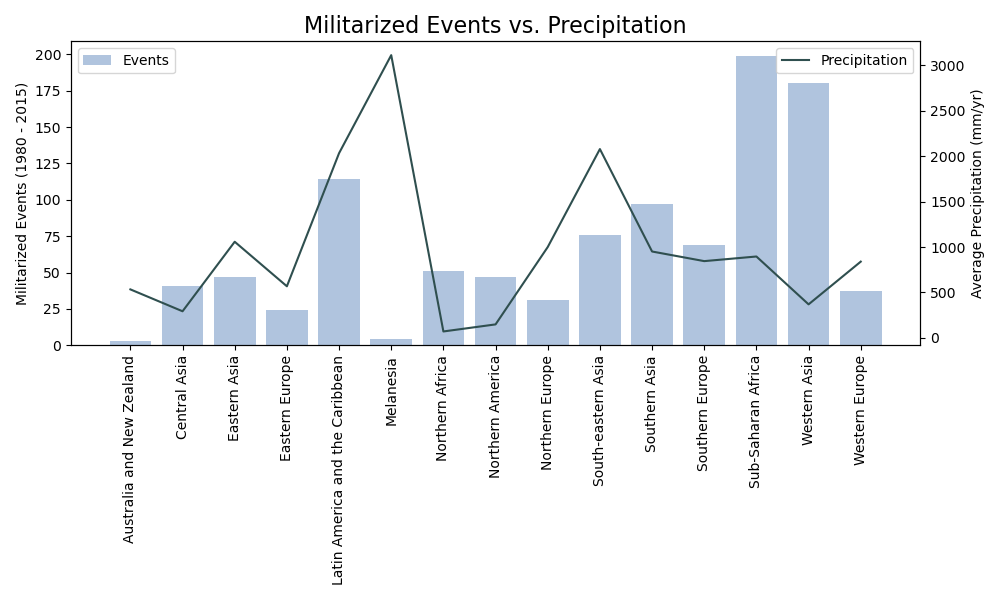 Militarized Events vs. Precipitation
Events
Precipitation
Militarized Events (1980 - 2015)
200
175
150
125
100
75
50
25
0
3000
2500
2000
1500
1000
500
0
Average Precipitation (mm/yr)
Australia and New Zealand
Central Asia
Eastern Asia
Eastern Europe
Latin America and the Caribbean
Melanesia
Northern Africa
Northern America
Northern Europe
South-eastern Asia
Southern Asia
Southern Europe
Sub-Saharan Africa
Western Asia
Western Europe